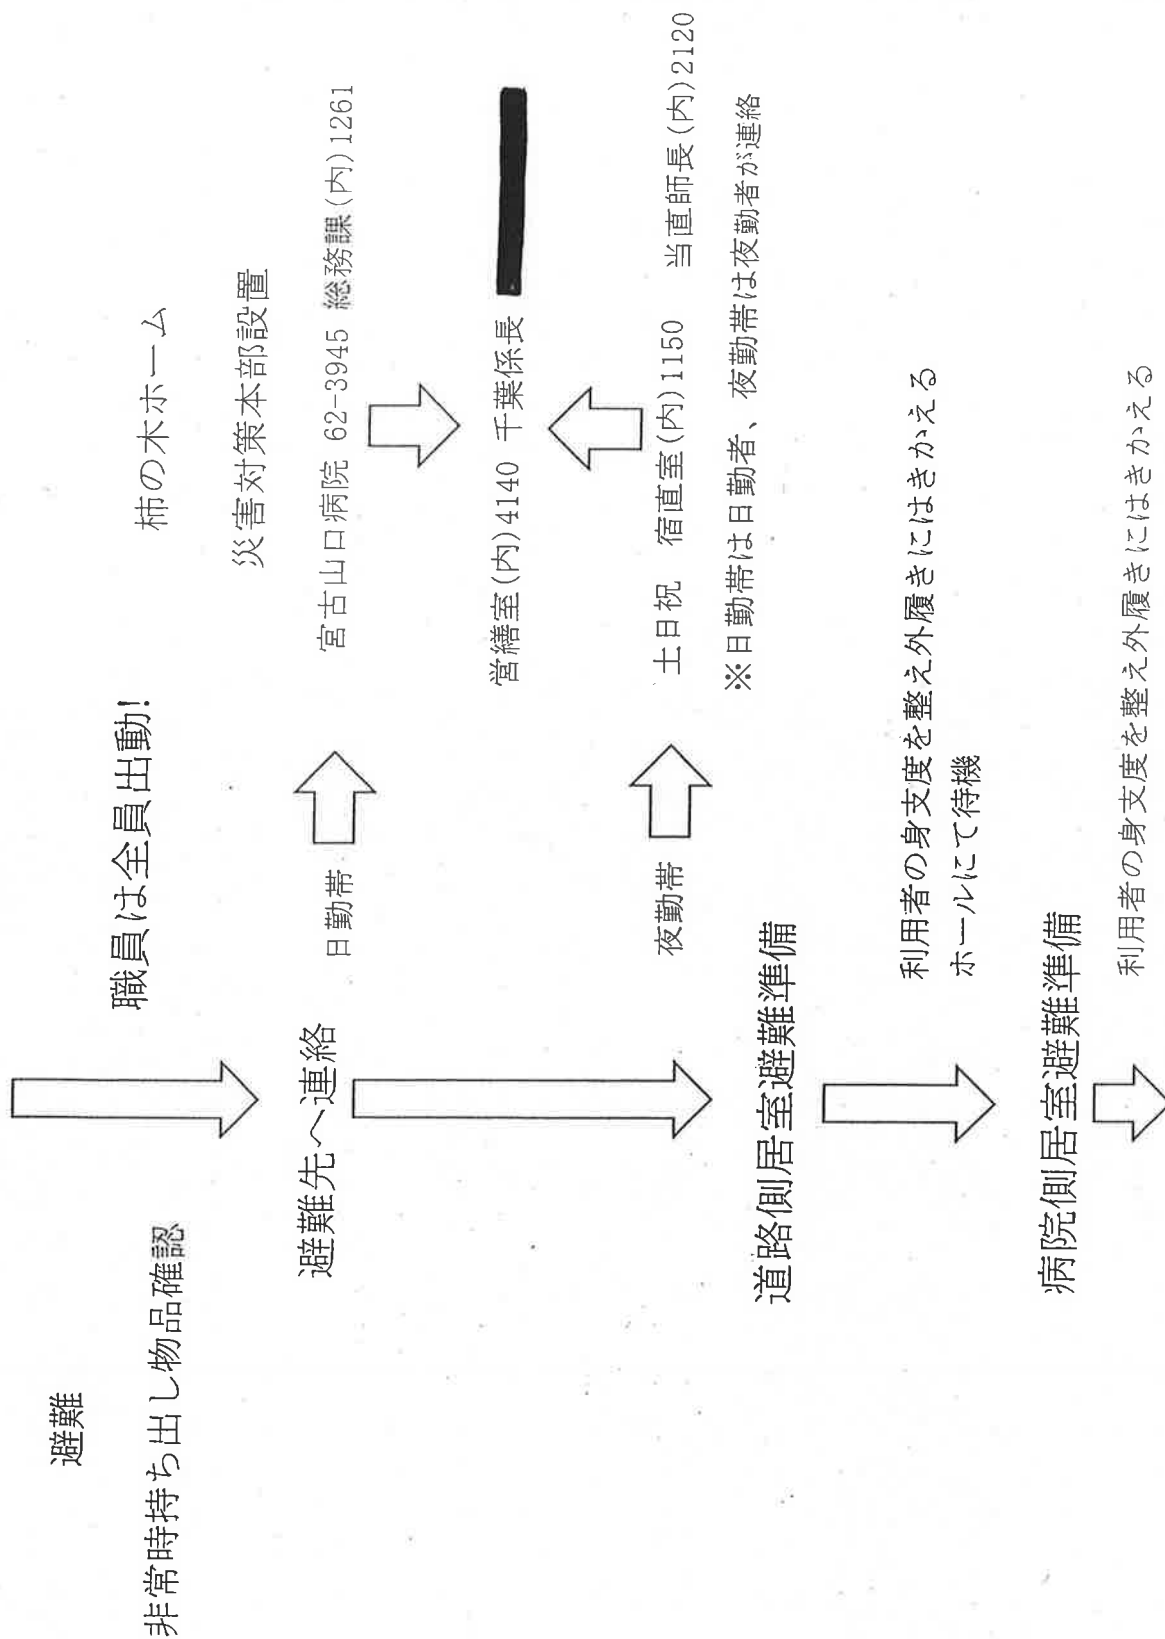 避難
非常時持ち出し物品確認
職員は全員出動!
柿の木ホーム
災害対策本部設置
避難先へ連絡
日勤帯
宮古山口病院 62-3945 総務課(内)1261
営繕室(内)4140 千葉係長
夜勤帯
土日祝 宿直室(内)1150 当直師長(内)2120
※日勤帯は日勤者、夜勤帯は夜勤者が連絡
道路側居室避難準備
利用者の身支度を整え外履きにはきかえる
ホールにて待機
病院側居室避難準備
利用者の身支度を整え外履きにはきかえる